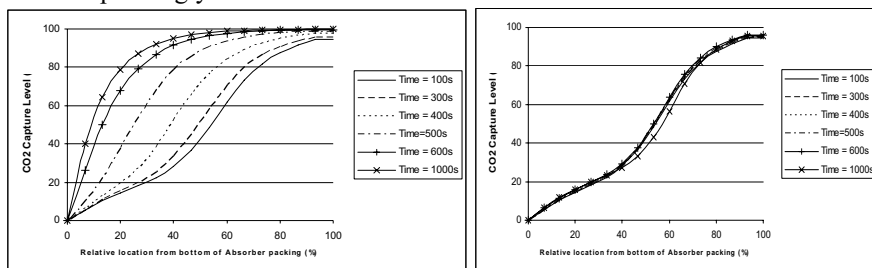 CO2 Capture Level (
100
80
60
40
20
0
0 20 40 60 80 100
Relative location from bottom of Absorber packing (%)
Time = 100s
Time = 300s
Time = 400s
Time=500s
Time = 600s
Time = 1000s
CO2 Capture Level (
100
80
60
40
20
0
0 20 40 60 80 100
Relative location from bottom of Absorber packing (%)
Time = 100s
Time = 300s
Time = 400s
Time=500s
Time = 600s
Time = 1000s